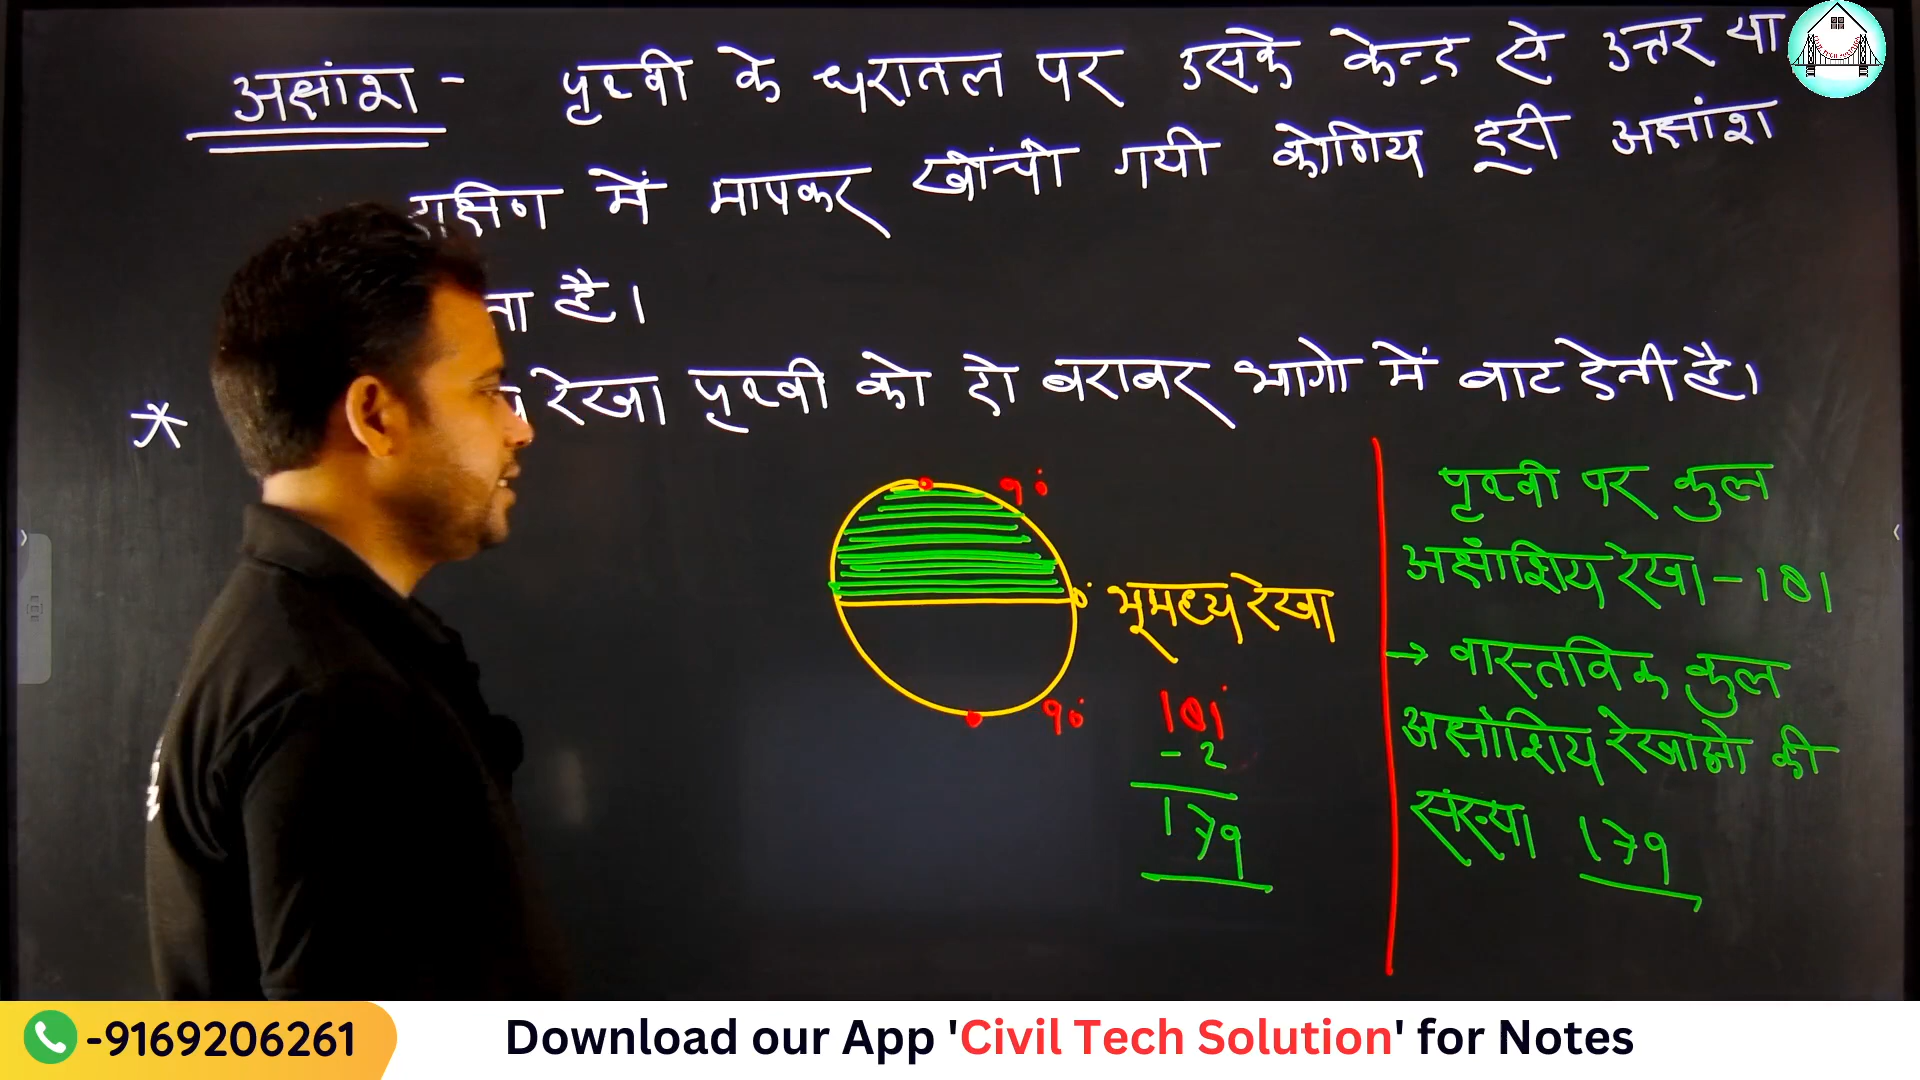 अक्षांश - पृथ्वी के धरातल पर उसके केन्द्र से उत्तर या
में मापकर खींची गयी कोणिय दूरी अक्षांश
है।
* रेखा पृथ्वी को दो बराबर भागो में बाट देती है।
90°
0° भूमध्य रेखा
90°
181°
- 2
179
पृथ्वी पर कुल
अक्षांशिय रेखा - 181
→ वास्तविक कुल
अक्षांशिय रेखाओ की
संख्या 179
-9169206261
Download our App 'Civil Tech Solution' for Notes